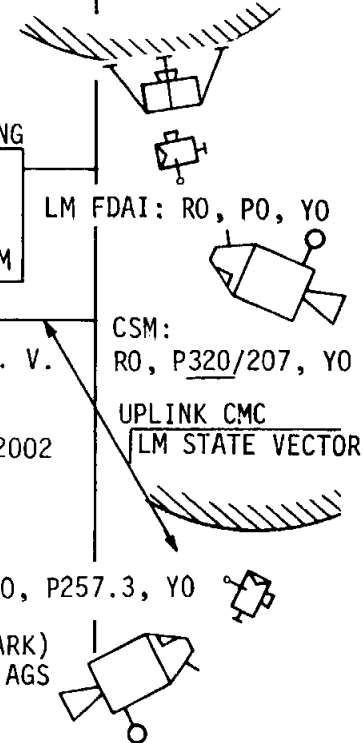 NG
LM FDAI: RO, PO, YO
M
CSM:
. V.
RO, P320/207, YO
UPLINK CMC
2002
LM STATE VECTOR
O, P257.3, YO
ARK)
AGS